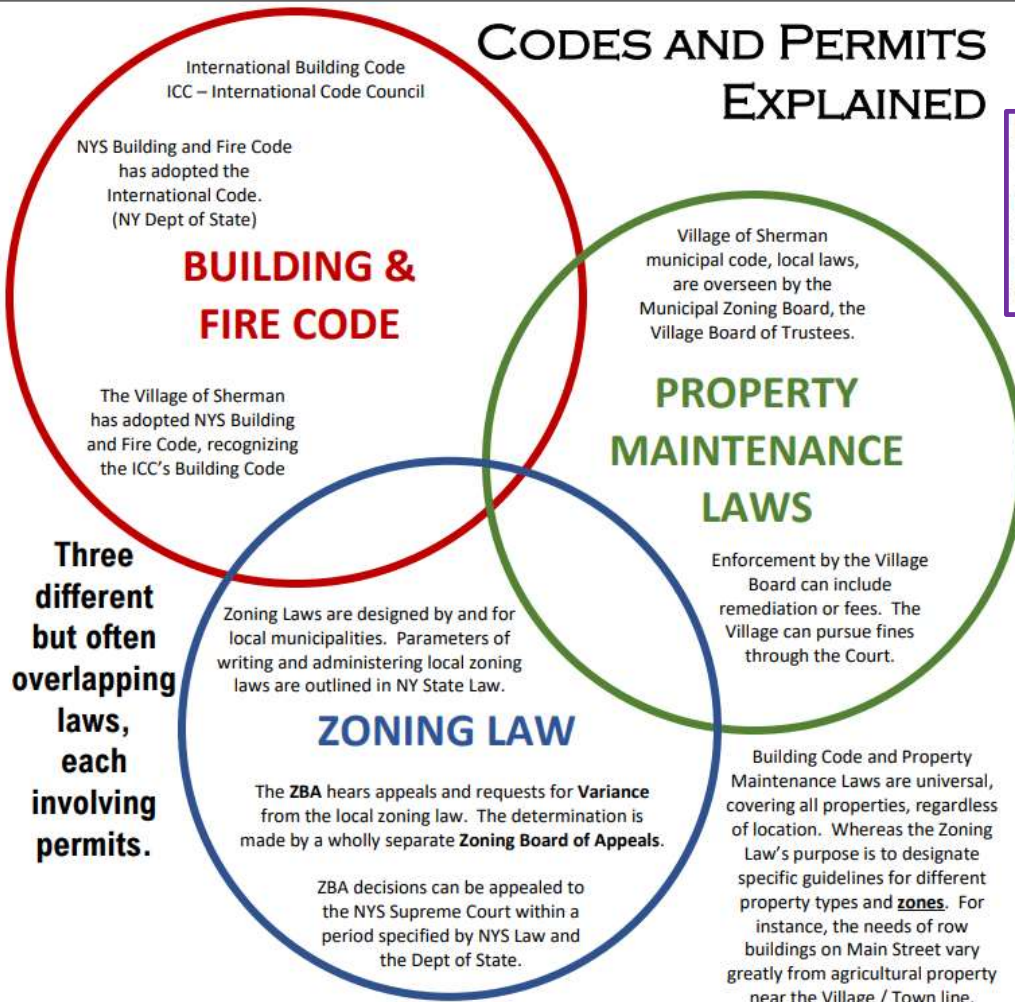 CODES AND PERMITS
EXPLAINED
International Building Code
ICC – International Code Council
NYS Building and Fire Code
has adopted the
International Code.
(NY Dept of State)
BUILDING &
FIRE CODE
The Village of Sherman
has adopted NYS Building
and Fire Code, recognizing
the ICC's Building Code
Village of Sherman
municipal code, local laws,
are overseen by the
Municipal Zoning Board, the
Village Board of Trustees.
PROPERTY
MAINTENANCE
LAWS
Enforcement by the Village
Board can include
remediation or fees. The
Village can pursue fines
through the Court.
Three
different
but often
overlapping
laws,
each
involving
permits.
Zoning Laws are designed by and for
local municipalities. Parameters of
writing and administering local zoning
laws are outlined in NY State Law.
ZONING LAW
The ZBA hears appeals and requests for Variance
from the local zoning law. The determination is
made by a wholly separate Zoning Board of Appeals.
ZBA decisions can be appealed to
the NYS Supreme Court within a
period specified by NYS Law and
the Dept of State.
Building Code and Property
Maintenance Laws are universal,
covering all properties, regardless
of location. Whereas the Zoning
Law's purpose is to designate
specific guidelines for different
property types and zones. For
instance, the needs of row
buildings on Main Street vary
greatly from agricultural property
near the Village / Town line.